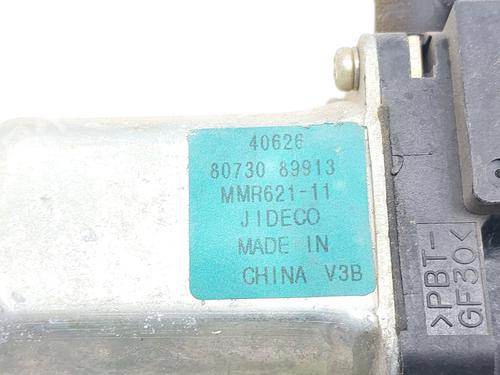 40626
80730 89913
MMR621-11
JIDECO
MADE IN
CHINA V3B
>PBT-
GF30<